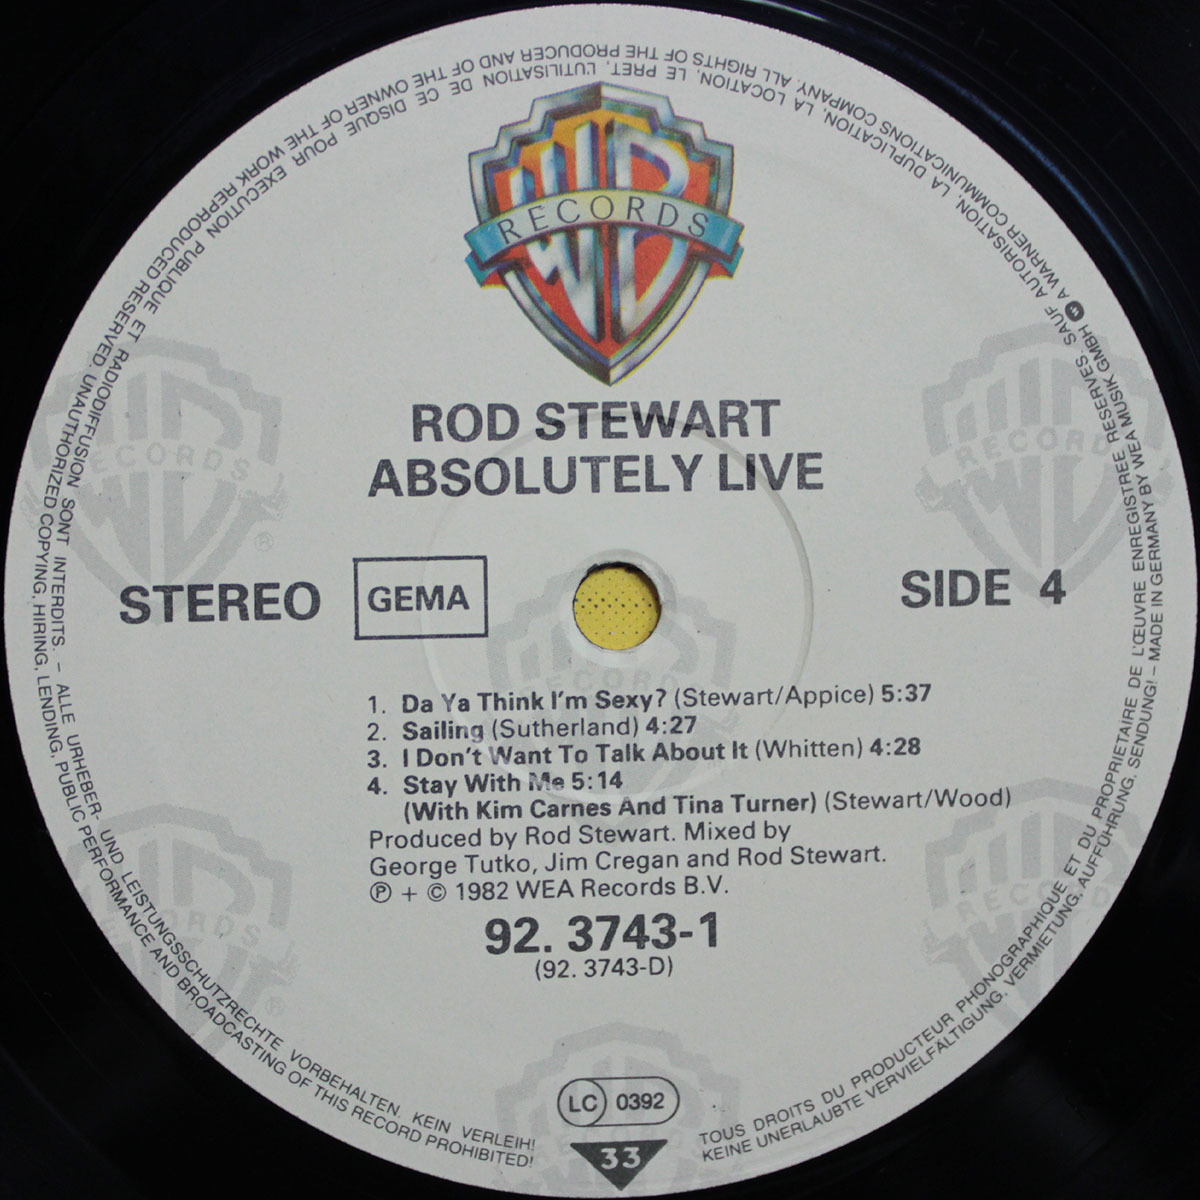 RECORDS
ROD STEWART
ABSOLUTELY LIVE
STEREO
GEMA
SIDE 4
1. Da Ya Think I'm Sexy? (Stewart/Appice) 5:37
2. Sailing (Sutherland) 4:27
3. I Don't Want To Talk About It (Whitten) 4:28
4. Stay With Me 5:14
(With Kim Carnes And Tina Turner) (Stewart/Wood)
Produced by Rod Stewart. Mixed by
George Tutko, Jim Cregan and Rod Stewart.
℗ + © 1982 WEA Records B.V.
92. 3743-1
(92. 3743-D)
LC 0392
33
TOUS DROITS DU PRODUCTEUR PHONOGRAPHIQUE ET DU PROPRIETAIRE DE L'ŒUVRE ENREGISTREE RESERVES. SAUF AUTORISATION, LA DUPLICATION, LA LOCATION, LE PRET, L'UTILISATION DE CE DISQUE POUR EXECUTION PUBLIQUE ET RADIODIFFUSION SONT INTERDITS. – ALLE URHEBER- UND LEISTUNGSSCHUTZRECHTE VORBEHALTEN. KEIN VERLEIH!
KEINE UNERLAUBTE VERVIELFÄLTIGUNG, VERMIETUNG, AUFFÜHRUNG, SENDUNG! – MADE IN GERMANY BY WEA MUSIK GMBH A WARNER COMMUNICATIONS COMPANY. ALL RIGHTS OF THE PRODUCER AND OF THE OWNER OF THE WORK REPRODUCED RESERVED. UNAUTHORIZED COPYING, HIRING, LENDING, PUBLIC PERFORMANCE AND BROADCASTING OF THIS RECORD PROHIBITED!